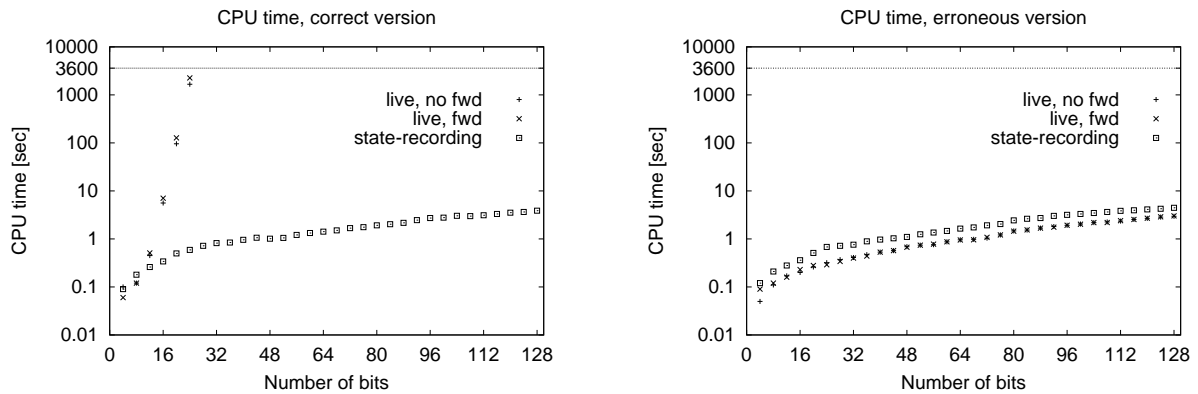 CPU time, correct version
10000
3600
1000
100
10
1
0.1
0.01
CPU time [sec]
live, no fwd
live, fwd
state-recording
0 16 32 48 64 80 96 112 128
Number of bits
CPU time, erroneous version
10000
3600
1000
100
10
1
0.1
0.01
CPU time [sec]
live, no fwd
live, fwd
state-recording
0 16 32 48 64 80 96 112 128
Number of bits